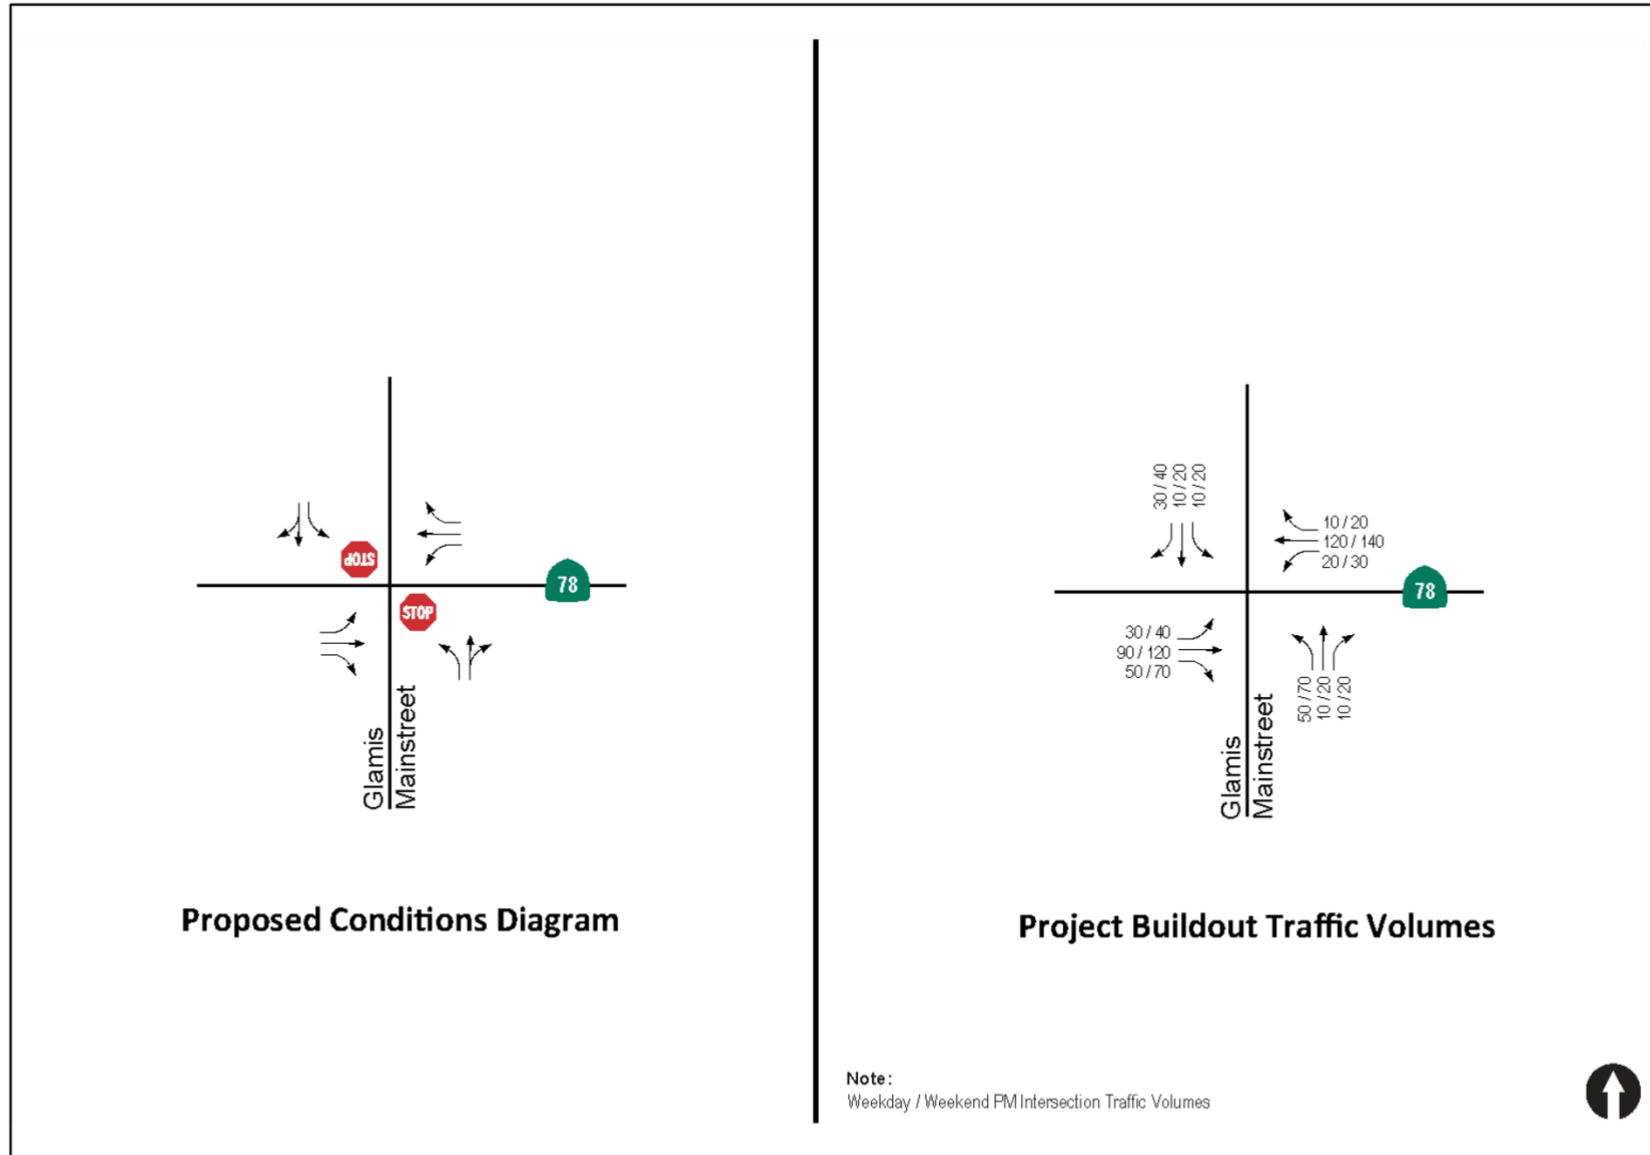 STOP
78
STOP
Glamis
Mainstreet
Proposed Conditions Diagram
30 / 40
10 / 20
10 / 20
10 / 20
120 / 140
20 / 30
78
30 / 40
90 / 120
50 / 70
50 / 70
10 / 20
10 / 20
Glamis
Mainstreet
Project Buildout Traffic Volumes
Note:
Weekday / Weekend PM Intersection Traffic Volumes